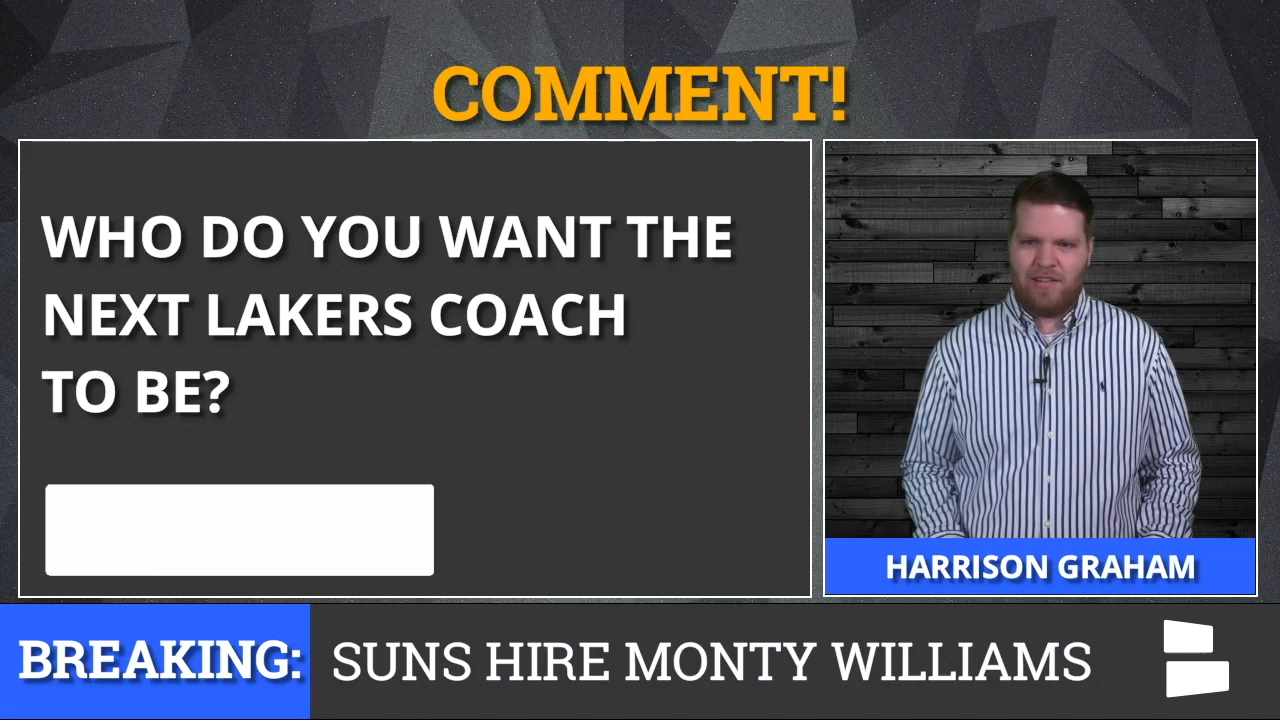 COMMENT!
WHO DO YOU WANT THE
NEXT LAKERS COACH
TO BE?
HARRISON GRAHAM
BREAKING: SUNS HIRE MONTY WILLIAMS